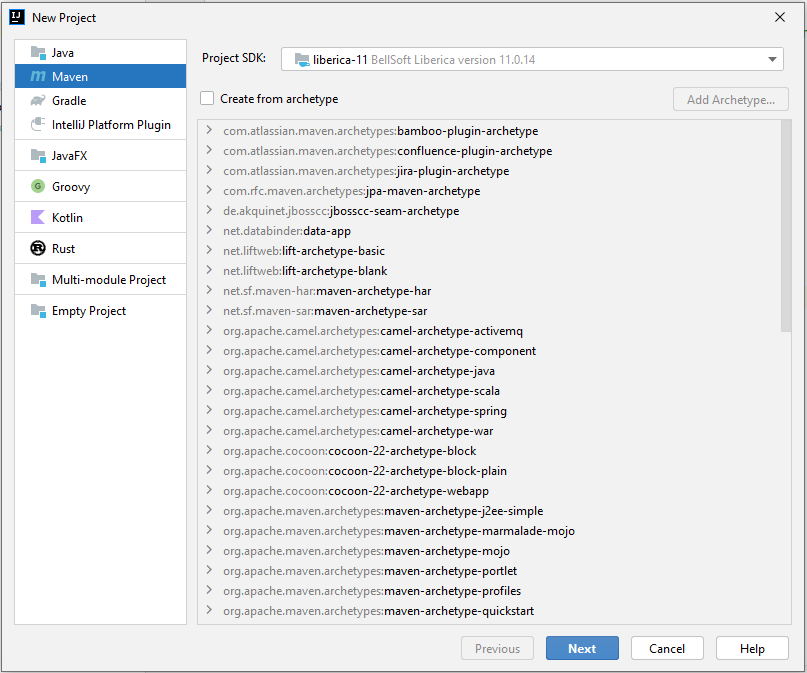 New Project
Java
Maven
Gradle
IntelliJ Platform Plugin
JavaFX
Groovy
Kotlin
Rust
Multi-module Project
Empty Project
Project SDK: liberica-11 BellSoft Liberica version 11.0.14
Create from archetype Add Archetype...
com.atlassian.maven.archetypes:bamboo-plugin-archetype
com.atlassian.maven.archetypes:confluence-plugin-archetype
com.atlassian.maven.archetypes:jira-plugin-archetype
com.rfc.maven.archetypes:jpa-maven-archetype
de.akquinet.jbosscc:jbosscc-seam-archetype
net.databinder:data-app
net.liftweb:lift-archetype-basic
net.liftweb:lift-archetype-blank
net.sf.maven-har:maven-archetype-har
net.sf.maven-sar:maven-archetype-sar
org.apache.camel.archetypes:camel-archetype-activemq
org.apache.camel.archetypes:camel-archetype-component
org.apache.camel.archetypes:camel-archetype-java
org.apache.camel.archetypes:camel-archetype-scala
org.apache.camel.archetypes:camel-archetype-spring
org.apache.camel.archetypes:camel-archetype-war
org.apache.cocoon:cocoon-22-archetype-block
org.apache.cocoon:cocoon-22-archetype-block-plain
org.apache.cocoon:cocoon-22-archetype-webapp
org.apache.maven.archetypes:maven-archetype-j2ee-simple
org.apache.maven.archetypes:maven-archetype-marmalade-mojo
org.apache.maven.archetypes:maven-archetype-mojo
org.apache.maven.archetypes:maven-archetype-portlet
org.apache.maven.archetypes:maven-archetype-profiles
org.apache.maven.archetypes:maven-archetype-quickstart
Previous Next Cancel Help